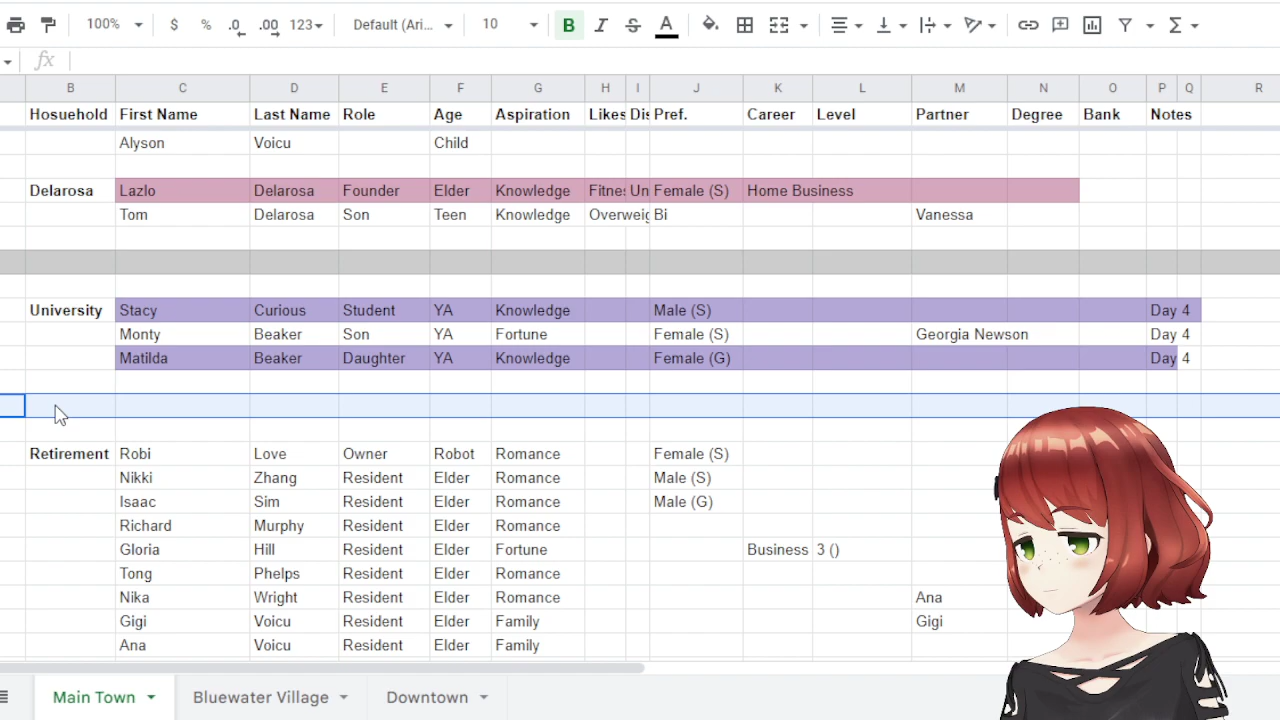 100% $ % .0 .00 123 Default (Ari... 10 B I S A
fx
B C D E F G H I J K L M N O P Q R
Hosuehold First Name Last Name Role Age Aspiration Likes Dis Pref. Career Level Partner Degree Bank Notes
Alyson Voicu Child
Delarosa Lazlo Delarosa Founder Elder Knowledge Fitnes Un Female (S) Home Business
Tom Delarosa Son Teen Knowledge Overweig Bi Vanessa
University Stacy Curious Student YA Knowledge Male (S) Day 4
Monty Beaker Son YA Fortune Female (S) Georgia Newson Day 4
Matilda Beaker Daughter YA Knowledge Female (G) Day 4
Retirement Robi Love Owner Robot Romance Female (S)
Nikki Zhang Resident Elder Romance Male (S)
Isaac Sim Resident Elder Romance Male (G)
Richard Murphy Resident Elder Romance
Gloria Hill Resident Elder Fortune Business 3 ()
Tong Phelps Resident Elder Romance
Nika Wright Resident Elder Romance Ana
Gigi Voicu Resident Elder Family Gigi
Ana Voicu Resident Elder Family
Main Town Bluewater Village Downtown